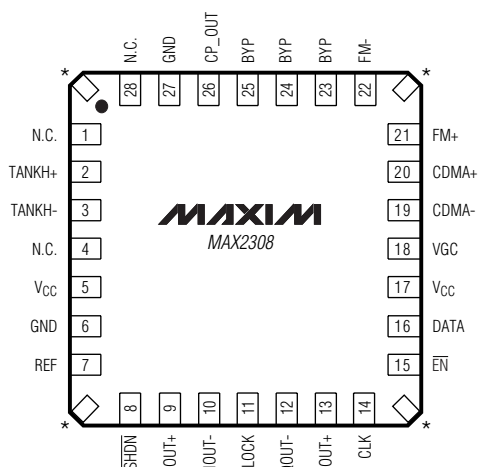 N.C.
GND
CP_OUT
BYP
BYP
BYP
FM-
* *
28 27 26 25 24 23 22
N.C. 1
TANKH+ 2
TANKH- 3
N.C. 4
VCC 5
GND 6
REF 7
MAXIM
MAX2308
21 FM+
20 CDMA+
19 CDMA-
18 VGC
17 VCC
16 DATA
15 EN
8 9 10 11 12 13 14
* *
SHDN
OUT+
OUT-
LOCK
OUT-
OUT+
CLK